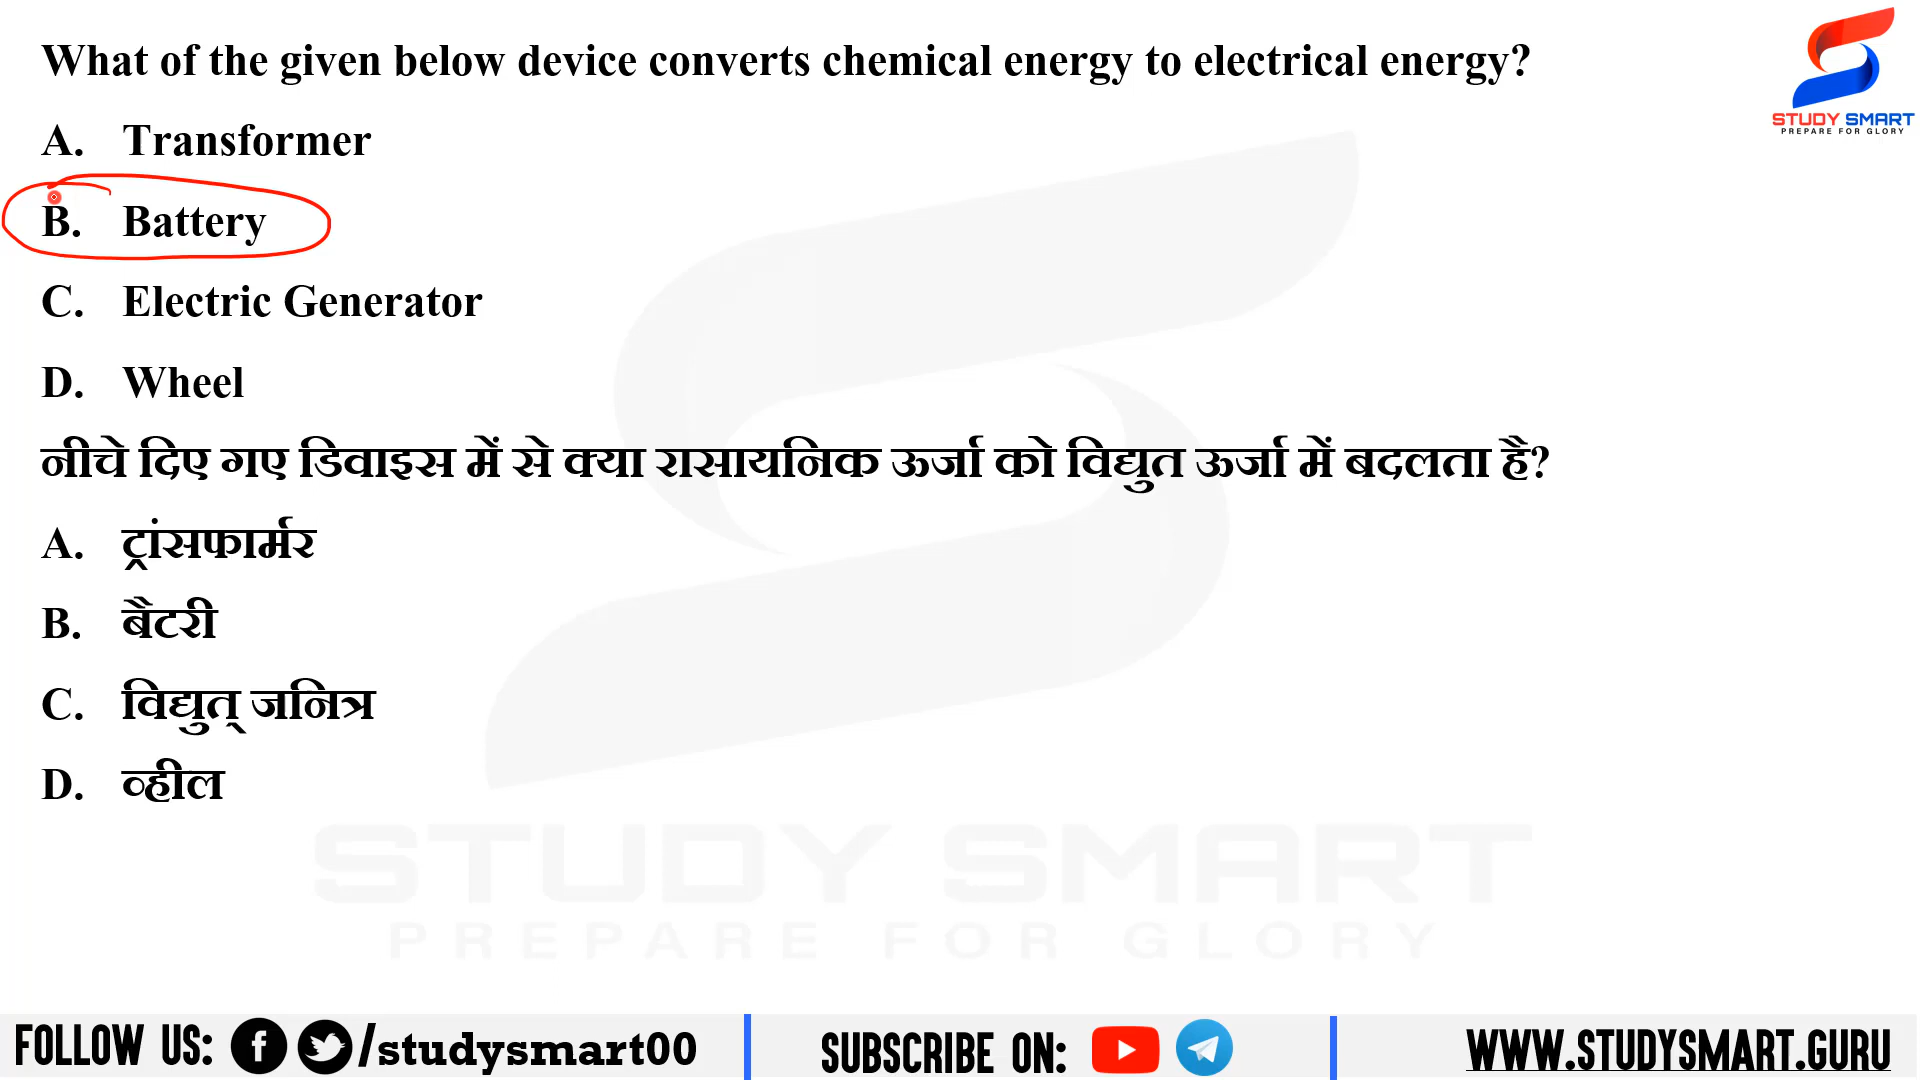 What of the given below device converts chemical energy to electrical energy?
STUDY SMART
PREPARE FOR GLORY
A. Transformer
B. Battery
C. Electric Generator
D. Wheel
नीचे दिए गए डिवाइस में से क्या रासायनिक ऊर्जा को विद्युत ऊर्जा में बदलता है?
A. ट्रांसफार्मर
B. बैटरी
C. विद्युत् जनित्र
D. व्हील
STUDY SMART
PREPARE FOR GLORY
FOLLOW US: /studysmart00 SUBSCRIBE ON: WWW.STUDYSMART.GURU